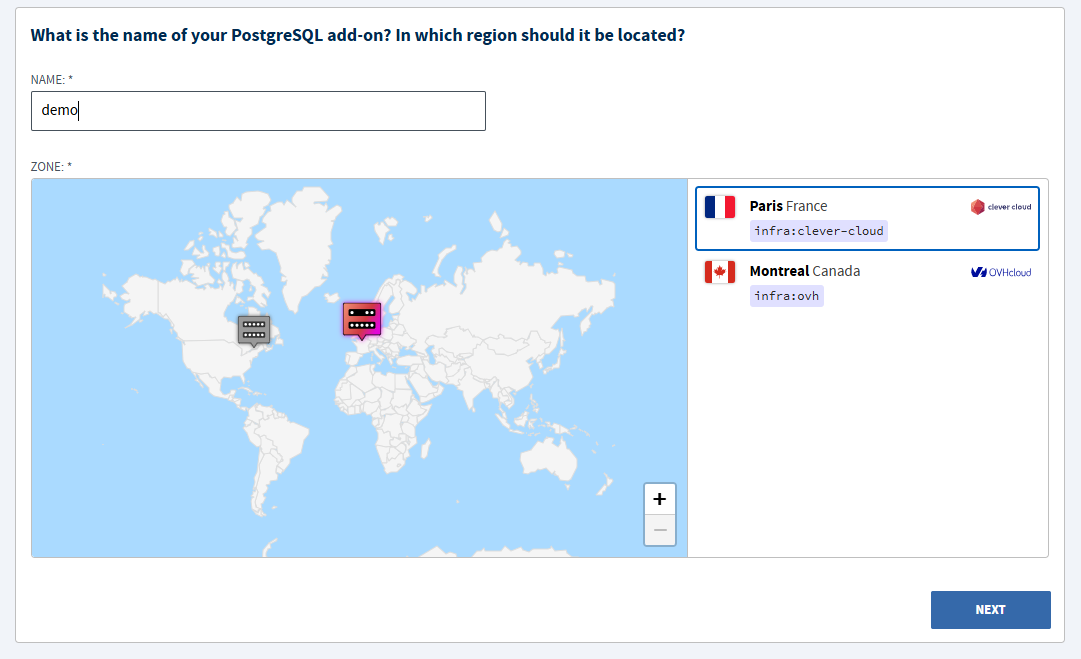 What is the name of your PostgreSQL add-on? In which region should it be located?
NAME: *
demo
ZONE: *
Paris France
clever cloud
infra:clever-cloud
Montreal Canada
OVHcloud
infra:ovh
+
−
NEXT